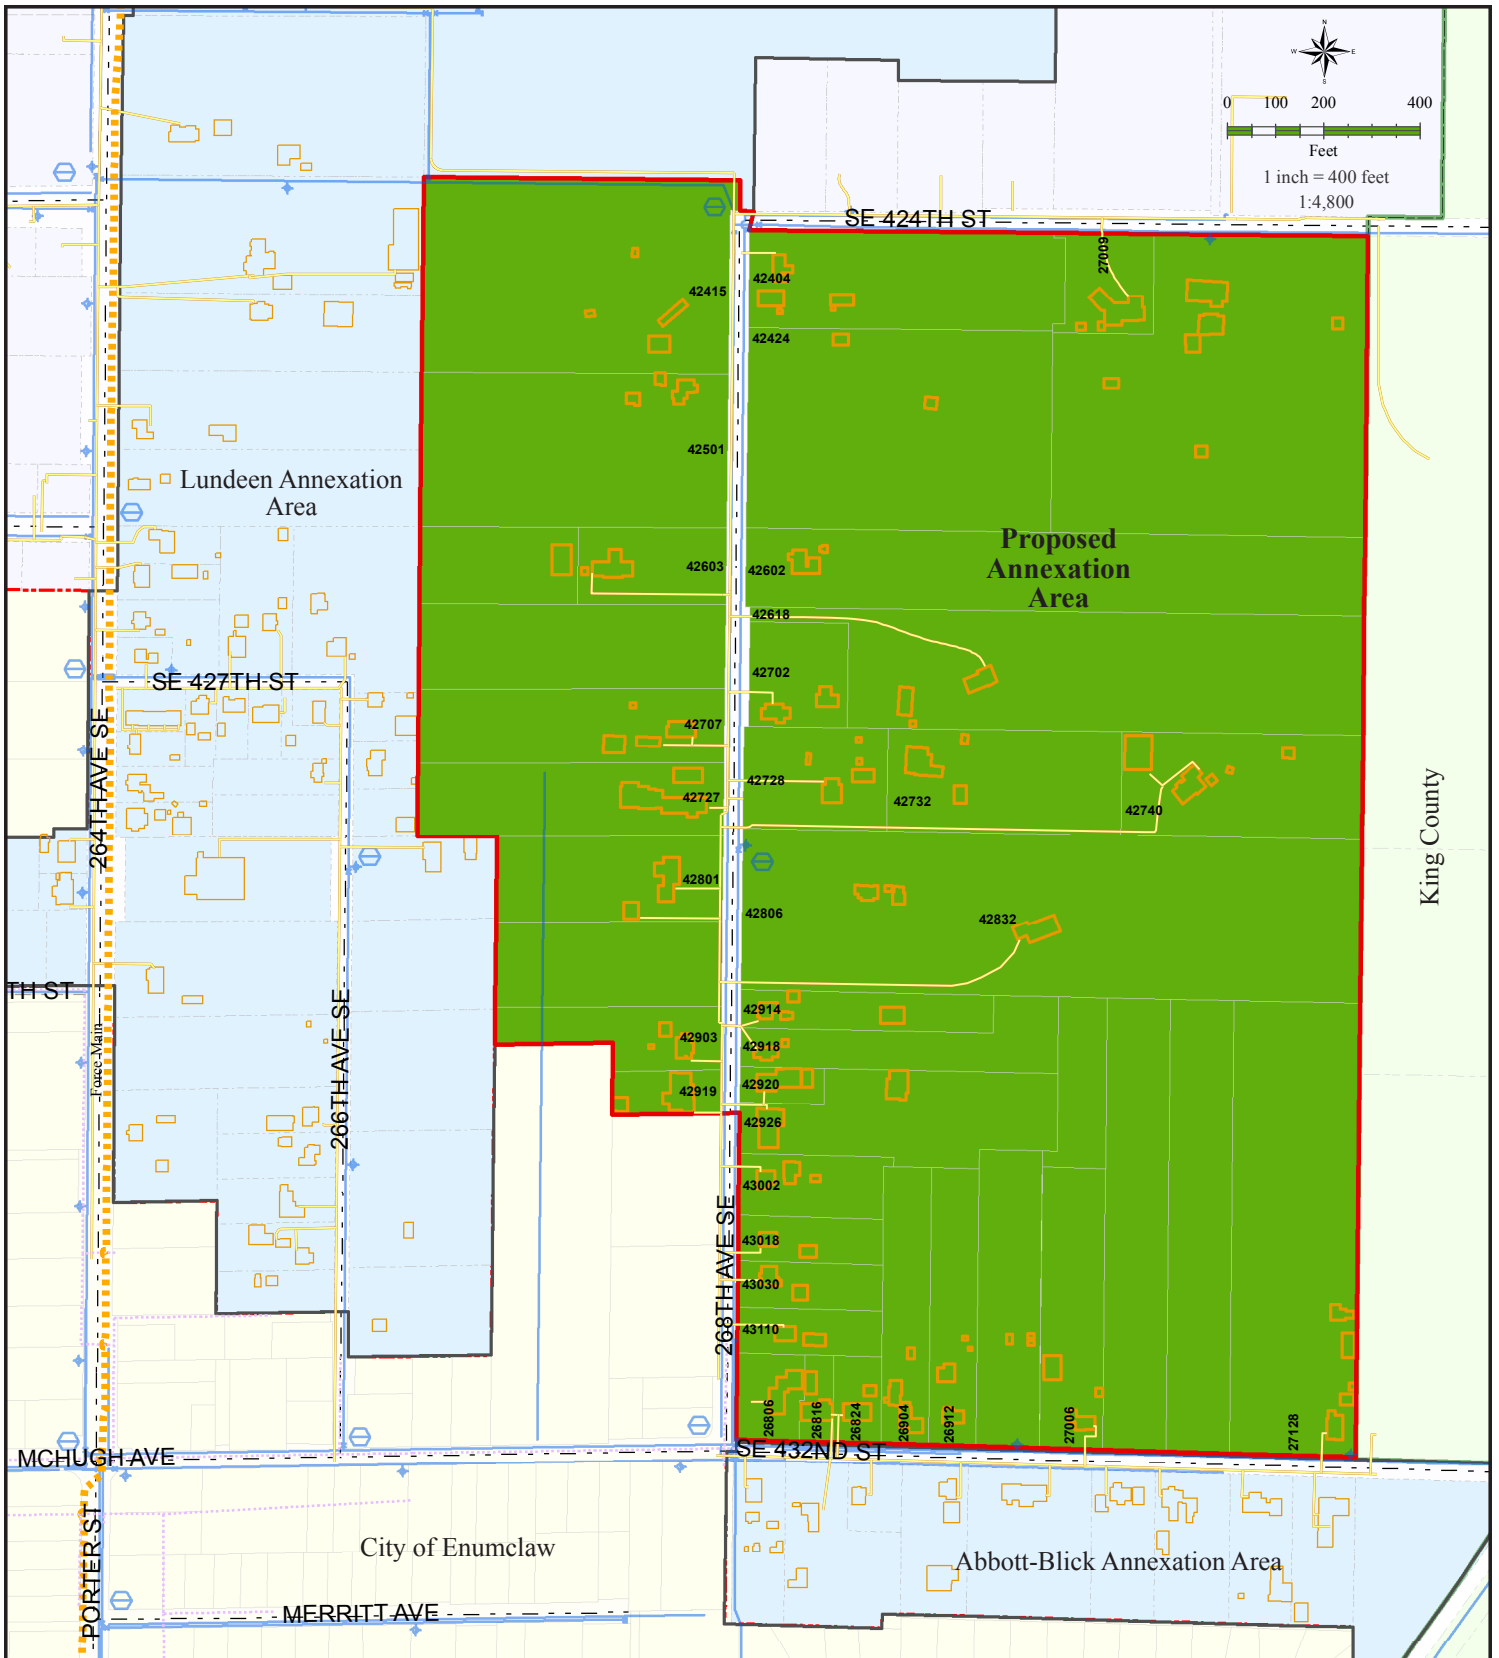 N
W E
S
0 100 200 400
Feet
1 inch = 400 feet
1:4,800
SE 424TH ST
27009
42404
42415
42424
42501
Lundeen Annexation
Area
Proposed
Annexation
Area
42603
42602
42618
42702
SE 427TH ST
42707
42728
42727
42732
42740
264TH AVE SE
King County
42801
42806
42832
TH ST
266TH AVE SE
Force Main
42914
42903
42918
42920
42919
42926
43002
268TH AVE SE
43018
43030
43110
26806
26816
26824
26904
26912
27006
27128
MCHUGH AVE
SE 432ND ST
PORTER ST
City of Enumclaw
Abbott-Blick Annexation Area
MERRITT AVE